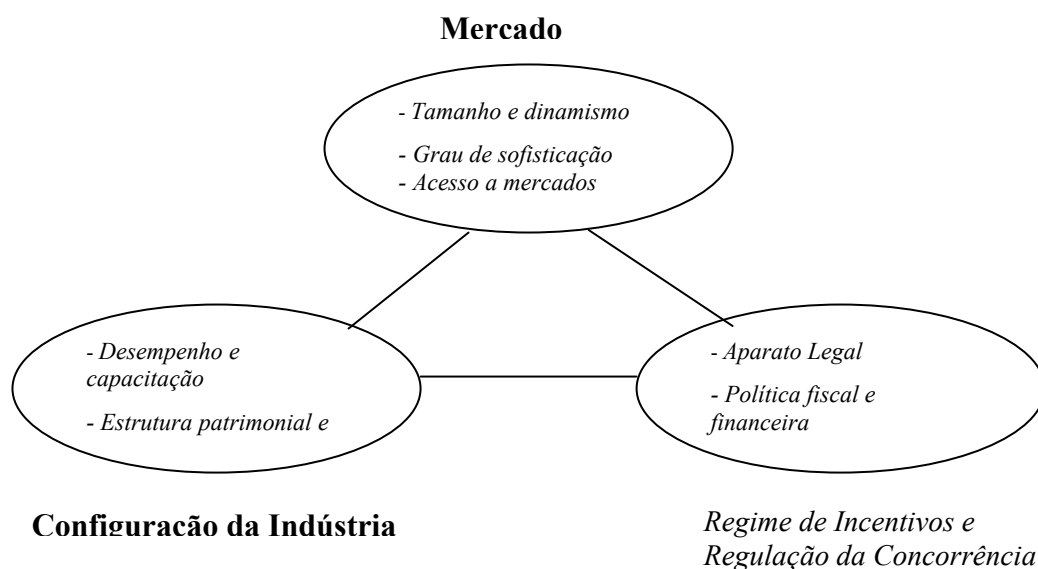 Mercado
- Tamanho e dinamismo
- Grau de sofisticação
- Acesso a mercados
- Desempenho e
capacitação
- Estrutura patrimonial e
- Aparato Legal
- Política fiscal e
financeira
Configuração da Indústria
Regime de Incentivos e
Regulação da Concorrência